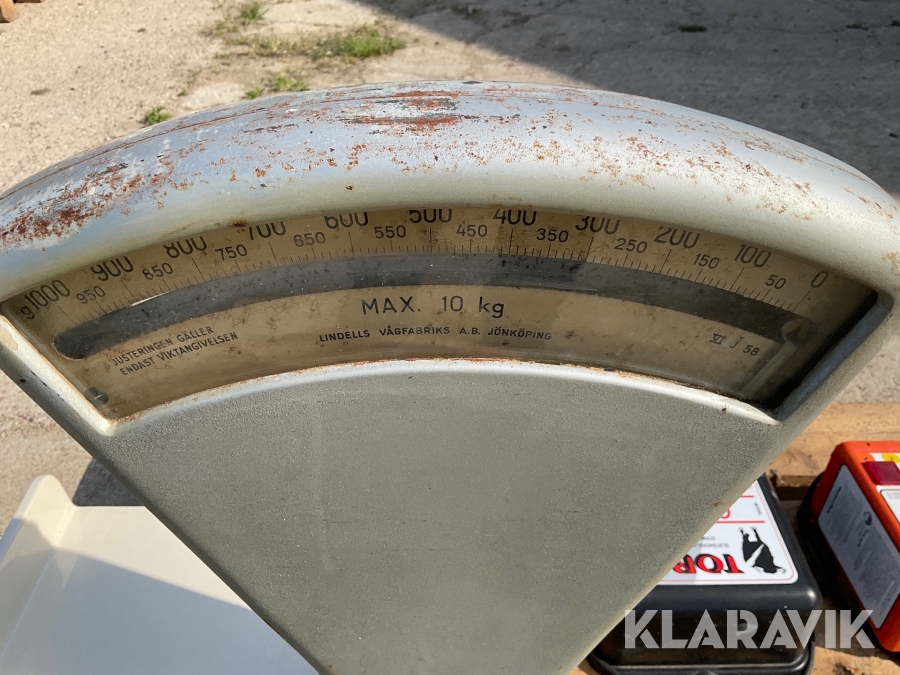 g1000 900 800 700 600 500 400 300 200 100 0
950 850 750 650 550 450 350 250 150 50
MAX. 10 kg
JUSTERINGEN GÄLLER
ENDAST VIKTANGIVELSEN
LINDELLS VÅGFABRIKS A.B. JÖNKÖPING
VI J 58
TOR
KLARAVIK